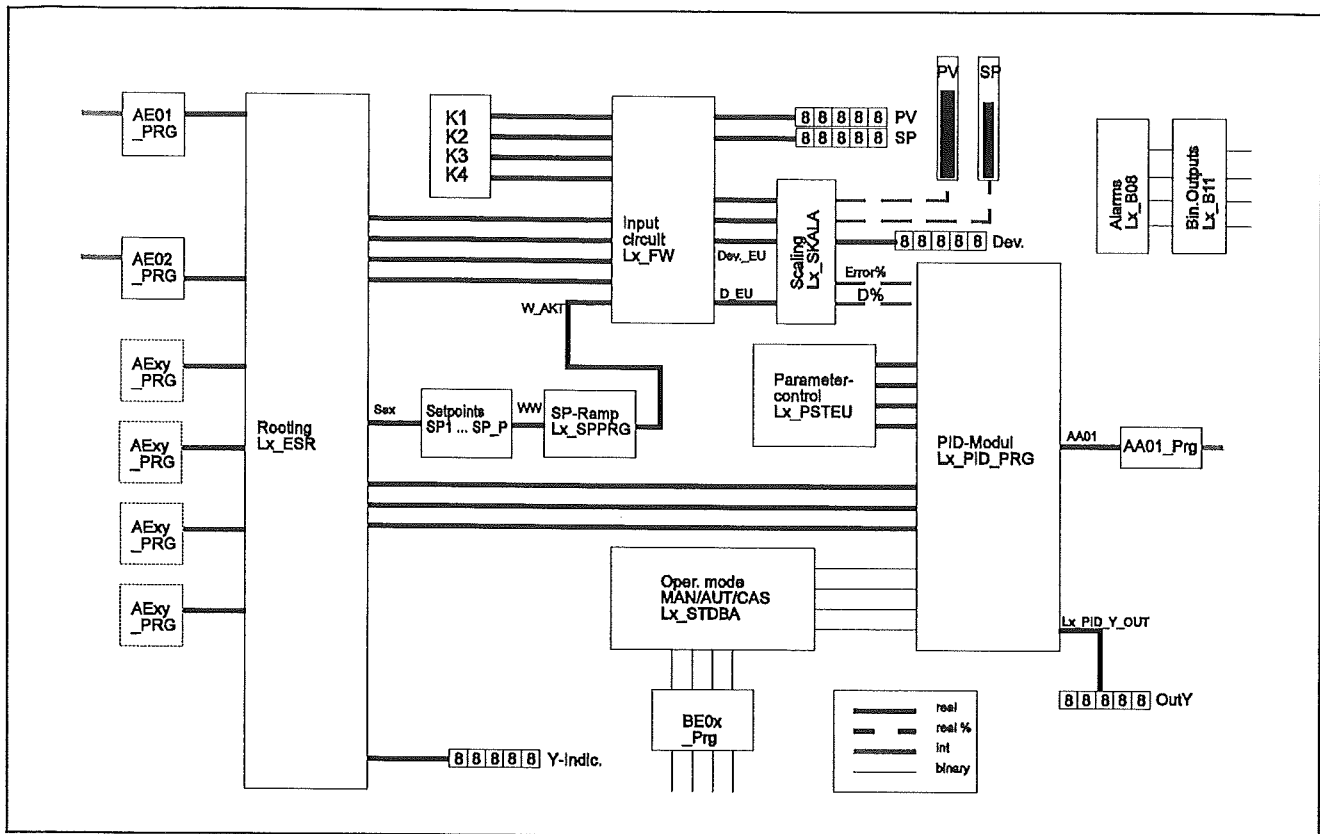 PV SP
AE01
_PRG
K1
K2
K3
K4
8 8 8 8 8 PV
8 8 8 8 8 SP
Alarms
Lx_B08
Bin.Outputs
Lx_B11
AE02
_PRG
Input
circuit
Lx_FW
Scaling
Lx_SKALA
8 8 8 8 8 Dev.
Dev._EU
Error%
D_EU
D%
W_AKT
AExy
_PRG
Parameter-
control
Lx_PSTEU
Sex
Setpoints
SP1 ... SP_P
WW
SP-Ramp
Lx_SPPRG
AExy
_PRG
Rooting
Lx_ESR
PID-Modul
Lx_PID_PRG
AA01
AA01_Prg
AExy
_PRG
Oper. mode
MAN/AUT/CAS
Lx_STDBA
AExy
_PRG
Lx_PID_Y_OUT
8 8 8 8 8 OutY
BE0x
_Prg
real
real %
int
binary
8 8 8 8 8 Y-Indic.